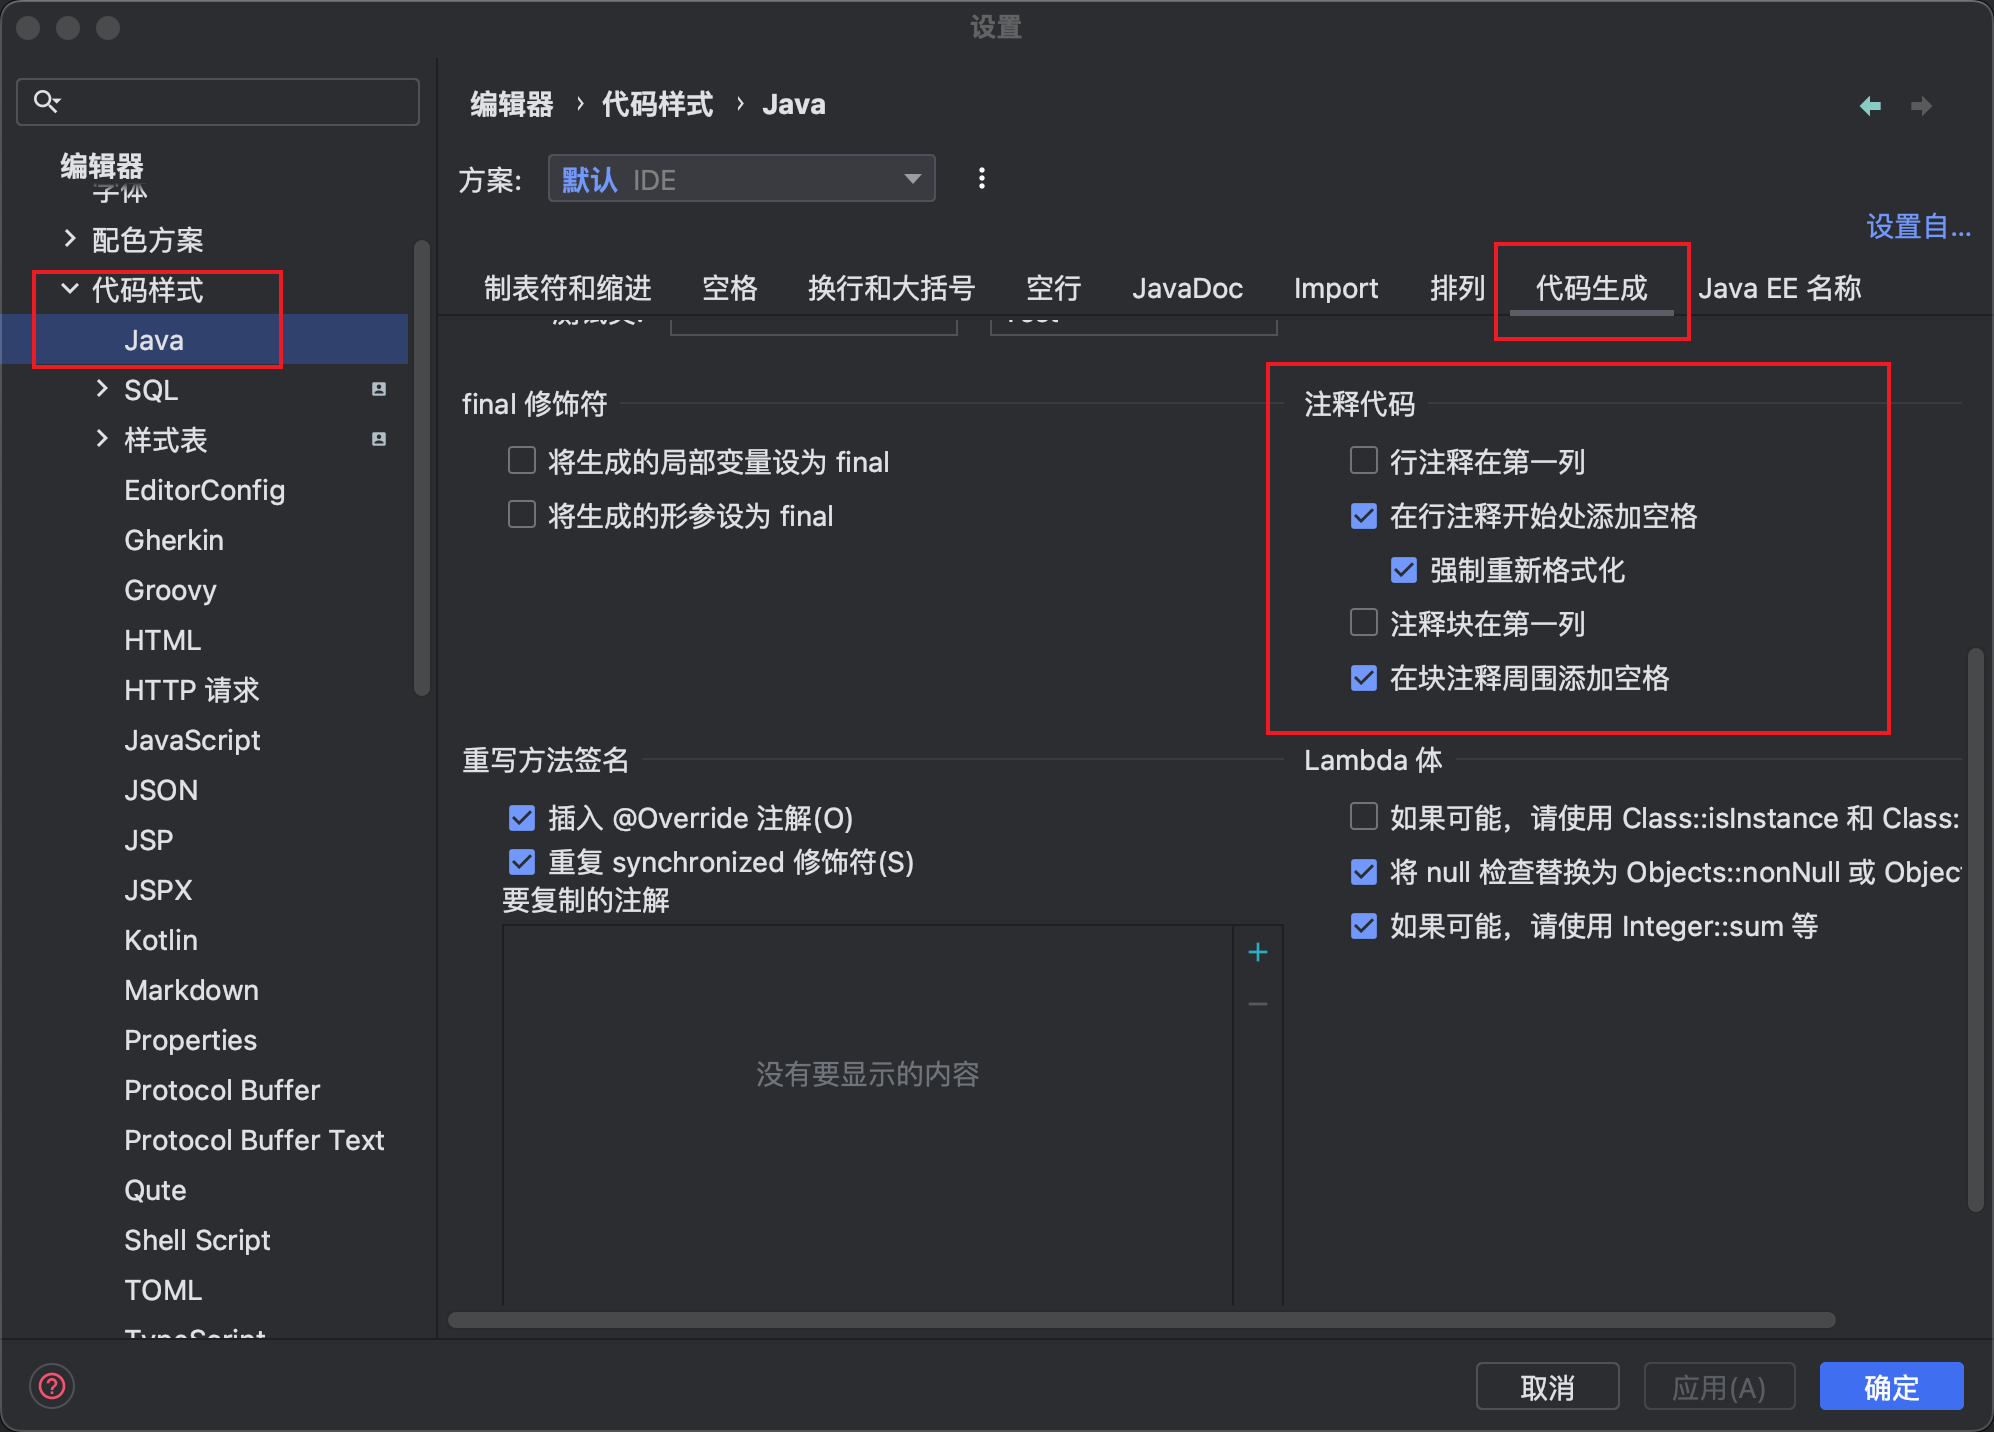 设置
编辑器
字体
配色方案
代码样式
Java
SQL
样式表
EditorConfig
Gherkin
Groovy
HTML
HTTP 请求
JavaScript
JSON
JSP
JSPX
Kotlin
Markdown
Properties
Protocol Buffer
Protocol Buffer Text
Qute
Shell Script
TOML
TypeScript
编辑器 › 代码样式 › Java
方案: 默认 IDE
设置自...
制表符和缩进 空格 换行和大括号 空行 JavaDoc Import 排列 代码生成 Java EE 名称
测试类: Test
final 修饰符
将生成的局部变量设为 final
将生成的形参设为 final
注释代码
行注释在第一列
在行注释开始处添加空格
强制重新格式化
注释块在第一列
在块注释周围添加空格
重写方法签名
插入 @Override 注解(O)
重复 synchronized 修饰符(S)
要复制的注解
没有要显示的内容
Lambda 体
如果可能，请使用 Class::isInstance 和 Class:
将 null 检查替换为 Objects::nonNull 或 Objec
如果可能，请使用 Integer::sum 等
取消
应用(A)
确定